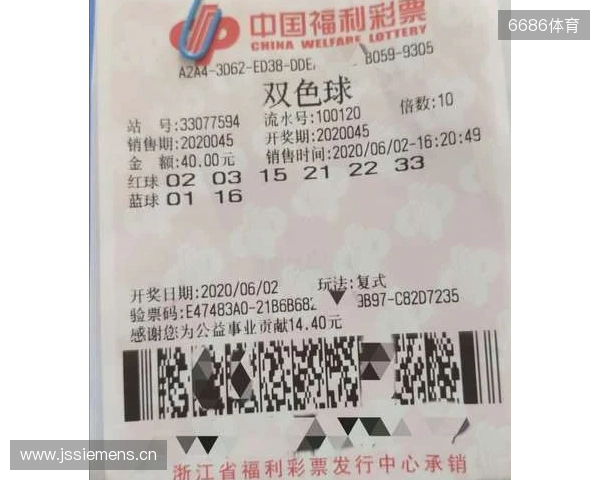 6686体育
中国福利彩票
CHINA WELFARE LOTTERY
A2A4-3D62-ED38-DDE B059-9305
双色球
站 号:33077594 流水号:100120 倍数:10
销售期:2020045 开奖期:2020045
金 额:40.00元 销售时间:2020/06/02-16:20:49
红球 02 03 15 21 22 33
蓝球 01 16
开奖日期:2020/06/02 玩法:复式
验票码:E47483A0-21B6B682 9B97-C82D7235
感谢您为公益事业贡献14.40元
www.jssiemens.cn
浙江省福利彩票发行中心承销